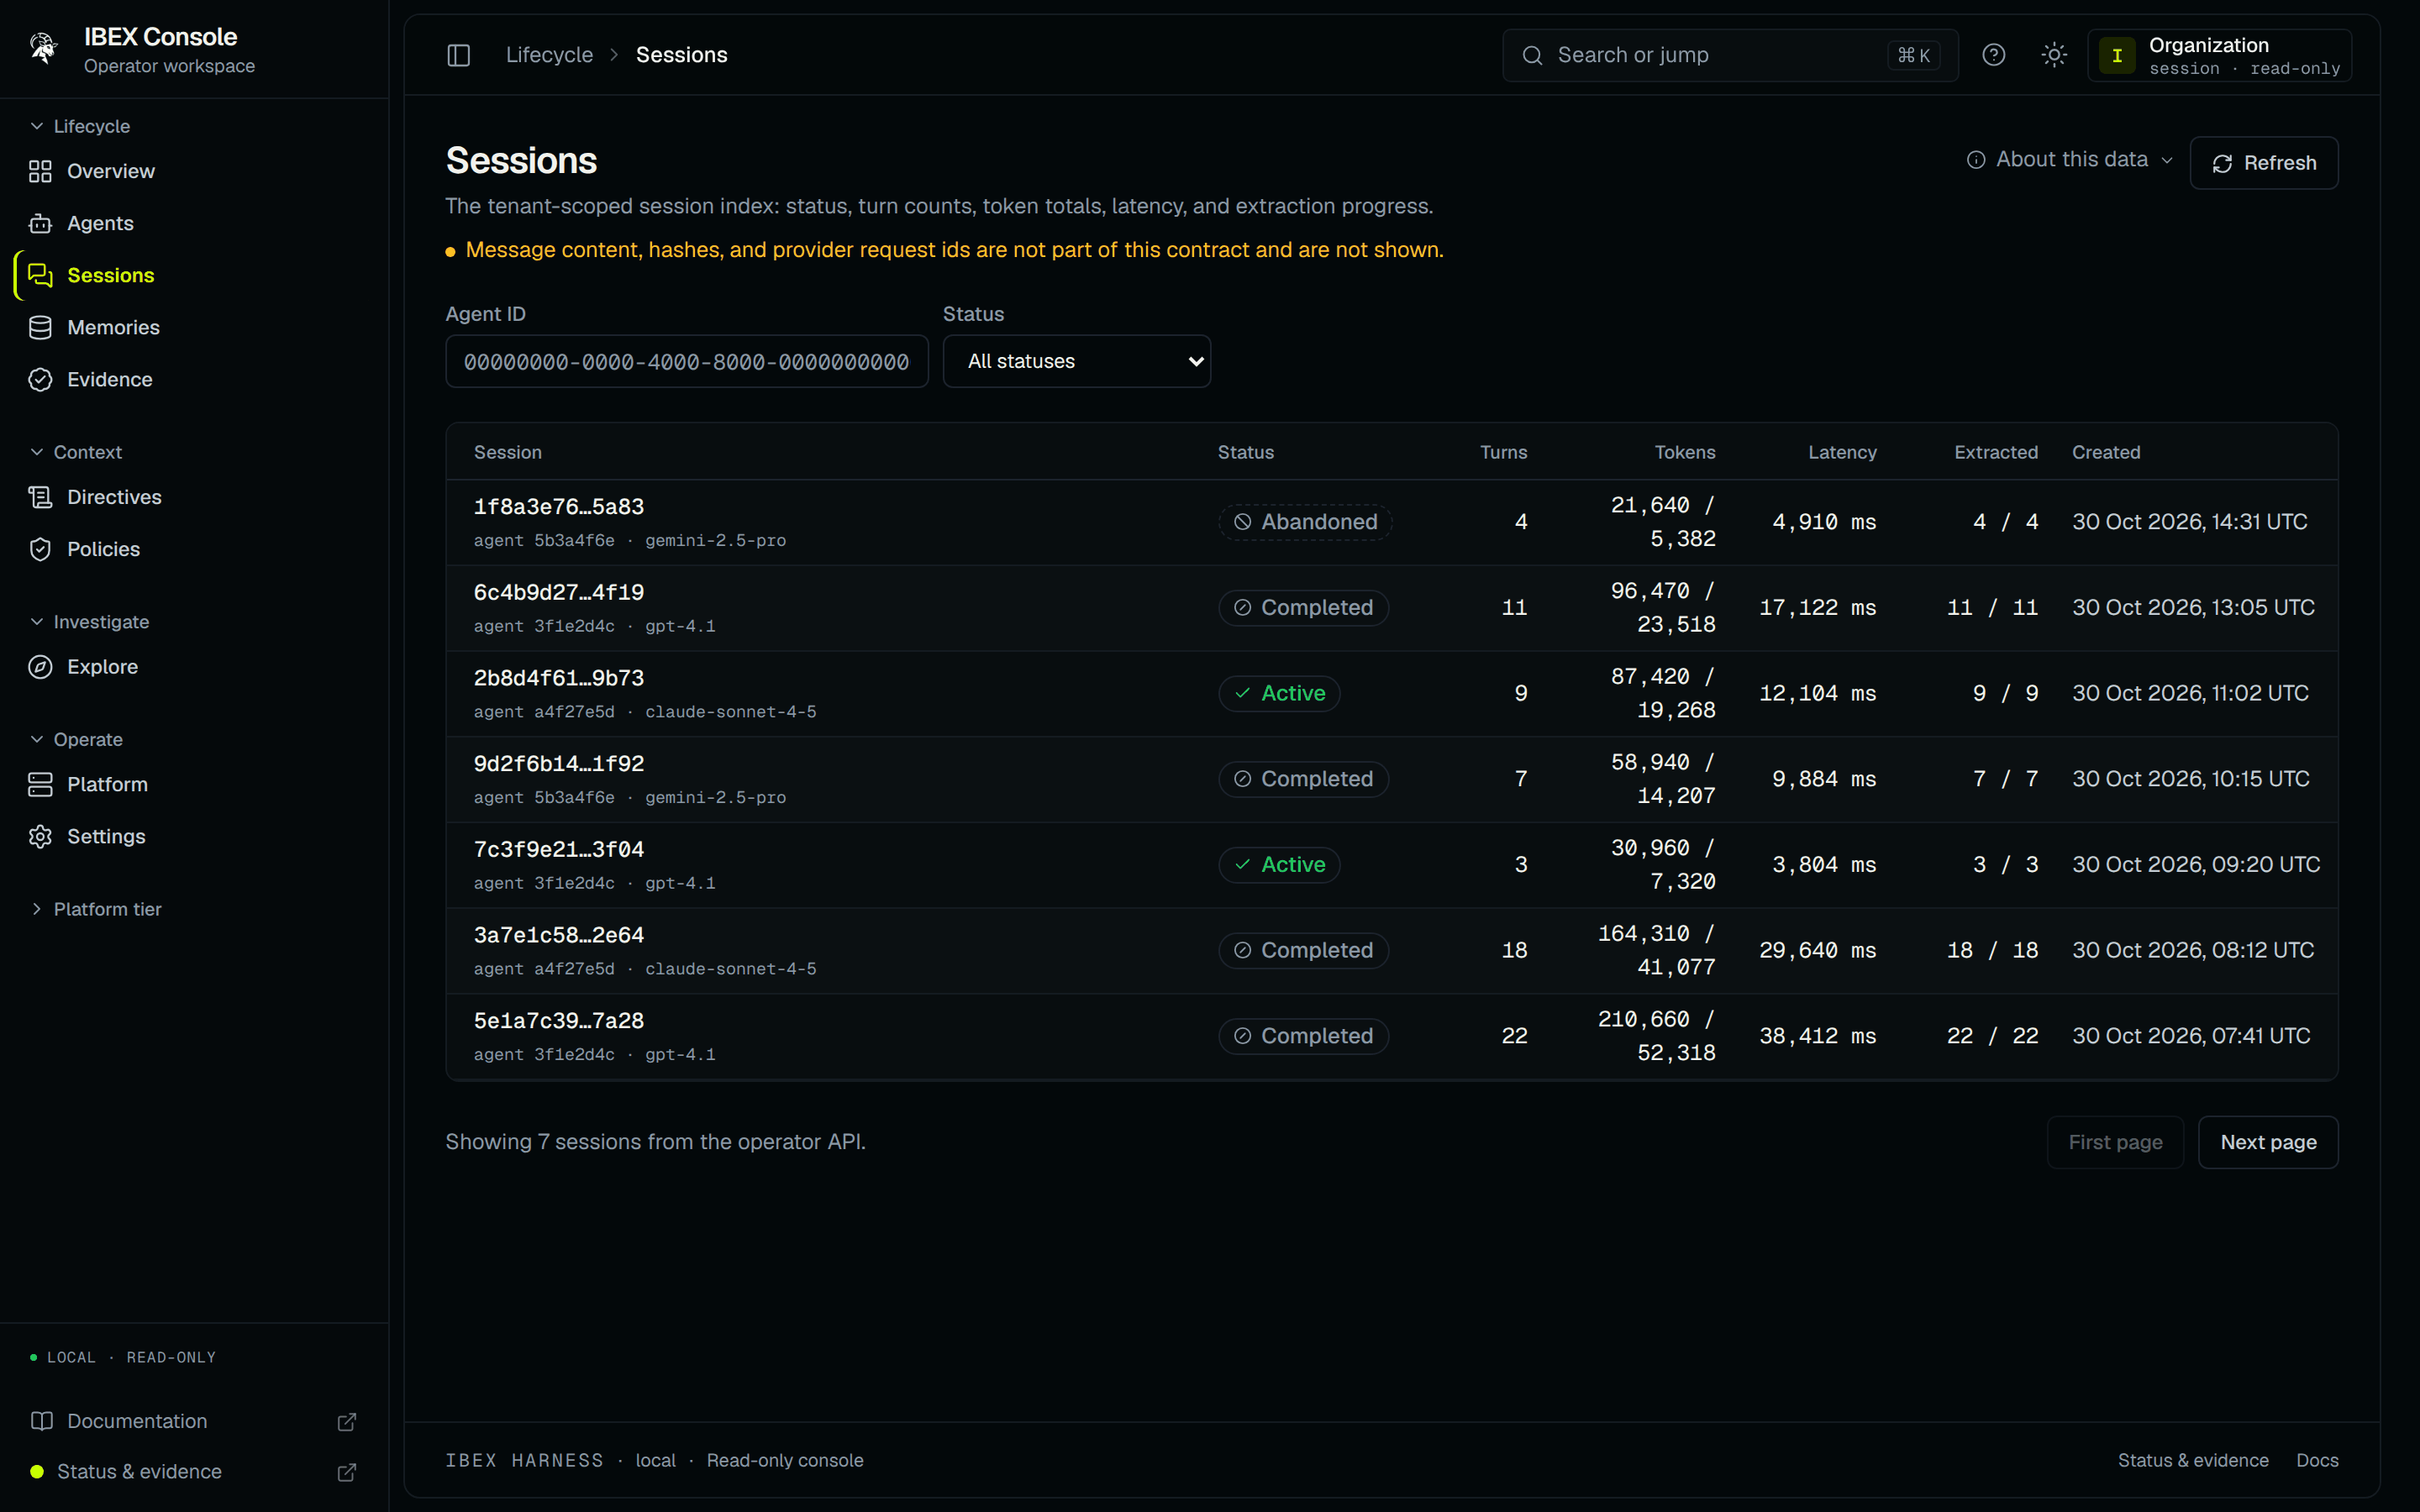 IBEX Console
Operator workspace
Lifecycle
Overview
Agents
Sessions
Memories
Evidence
Context
Directives
Policies
Investigate
Explore
Operate
Platform
Settings
Platform tier
LOCAL · READ-ONLY
Documentation
Status & evidence
Lifecycle Sessions
Search or jump ⌘ K
I
Organization
session · read-only
Sessions
About this data
Refresh
The tenant-scoped session index: status, turn counts, token totals, latency, and extraction progress.
Message content, hashes, and provider request ids are not part of this contract and are not shown.
Agent ID Status
00000000-0000-4000-8000-0000000000 All statuses
Session Status Turns Tokens Latency Extracted Created
1f8a3e76…5a83
agent 5b3a4f6e · gemini-2.5-pro
Abandoned 4 21,640 / 4,910 ms 4 / 4 30 Oct 2026, 14:31 UTC
5,382
6c4b9d27…4f19
agent 3f1e2d4c · gpt-4.1
Completed 11 96,470 / 17,122 ms 11 / 11 30 Oct 2026, 13:05 UTC
23,518
2b8d4f61…9b73
agent a4f27e5d · claude-sonnet-4-5
Active 9 87,420 / 12,104 ms 9 / 9 30 Oct 2026, 11:02 UTC
19,268
9d2f6b14…1f92
agent 5b3a4f6e · gemini-2.5-pro
Completed 7 58,940 / 9,884 ms 7 / 7 30 Oct 2026, 10:15 UTC
14,207
7c3f9e21…3f04
agent 3f1e2d4c · gpt-4.1
Active 3 30,960 / 3,804 ms 3 / 3 30 Oct 2026, 09:20 UTC
7,320
3a7e1c58…2e64
agent a4f27e5d · claude-sonnet-4-5
Completed 18 164,310 / 29,640 ms 18 / 18 30 Oct 2026, 08:12 UTC
41,077
5e1a7c39…7a28
agent 3f1e2d4c · gpt-4.1
Completed 22 210,660 / 38,412 ms 22 / 22 30 Oct 2026, 07:41 UTC
52,318
Showing 7 sessions from the operator API.
First page Next page
IBEX HARNESS · local · Read-only console
Status & evidence Docs